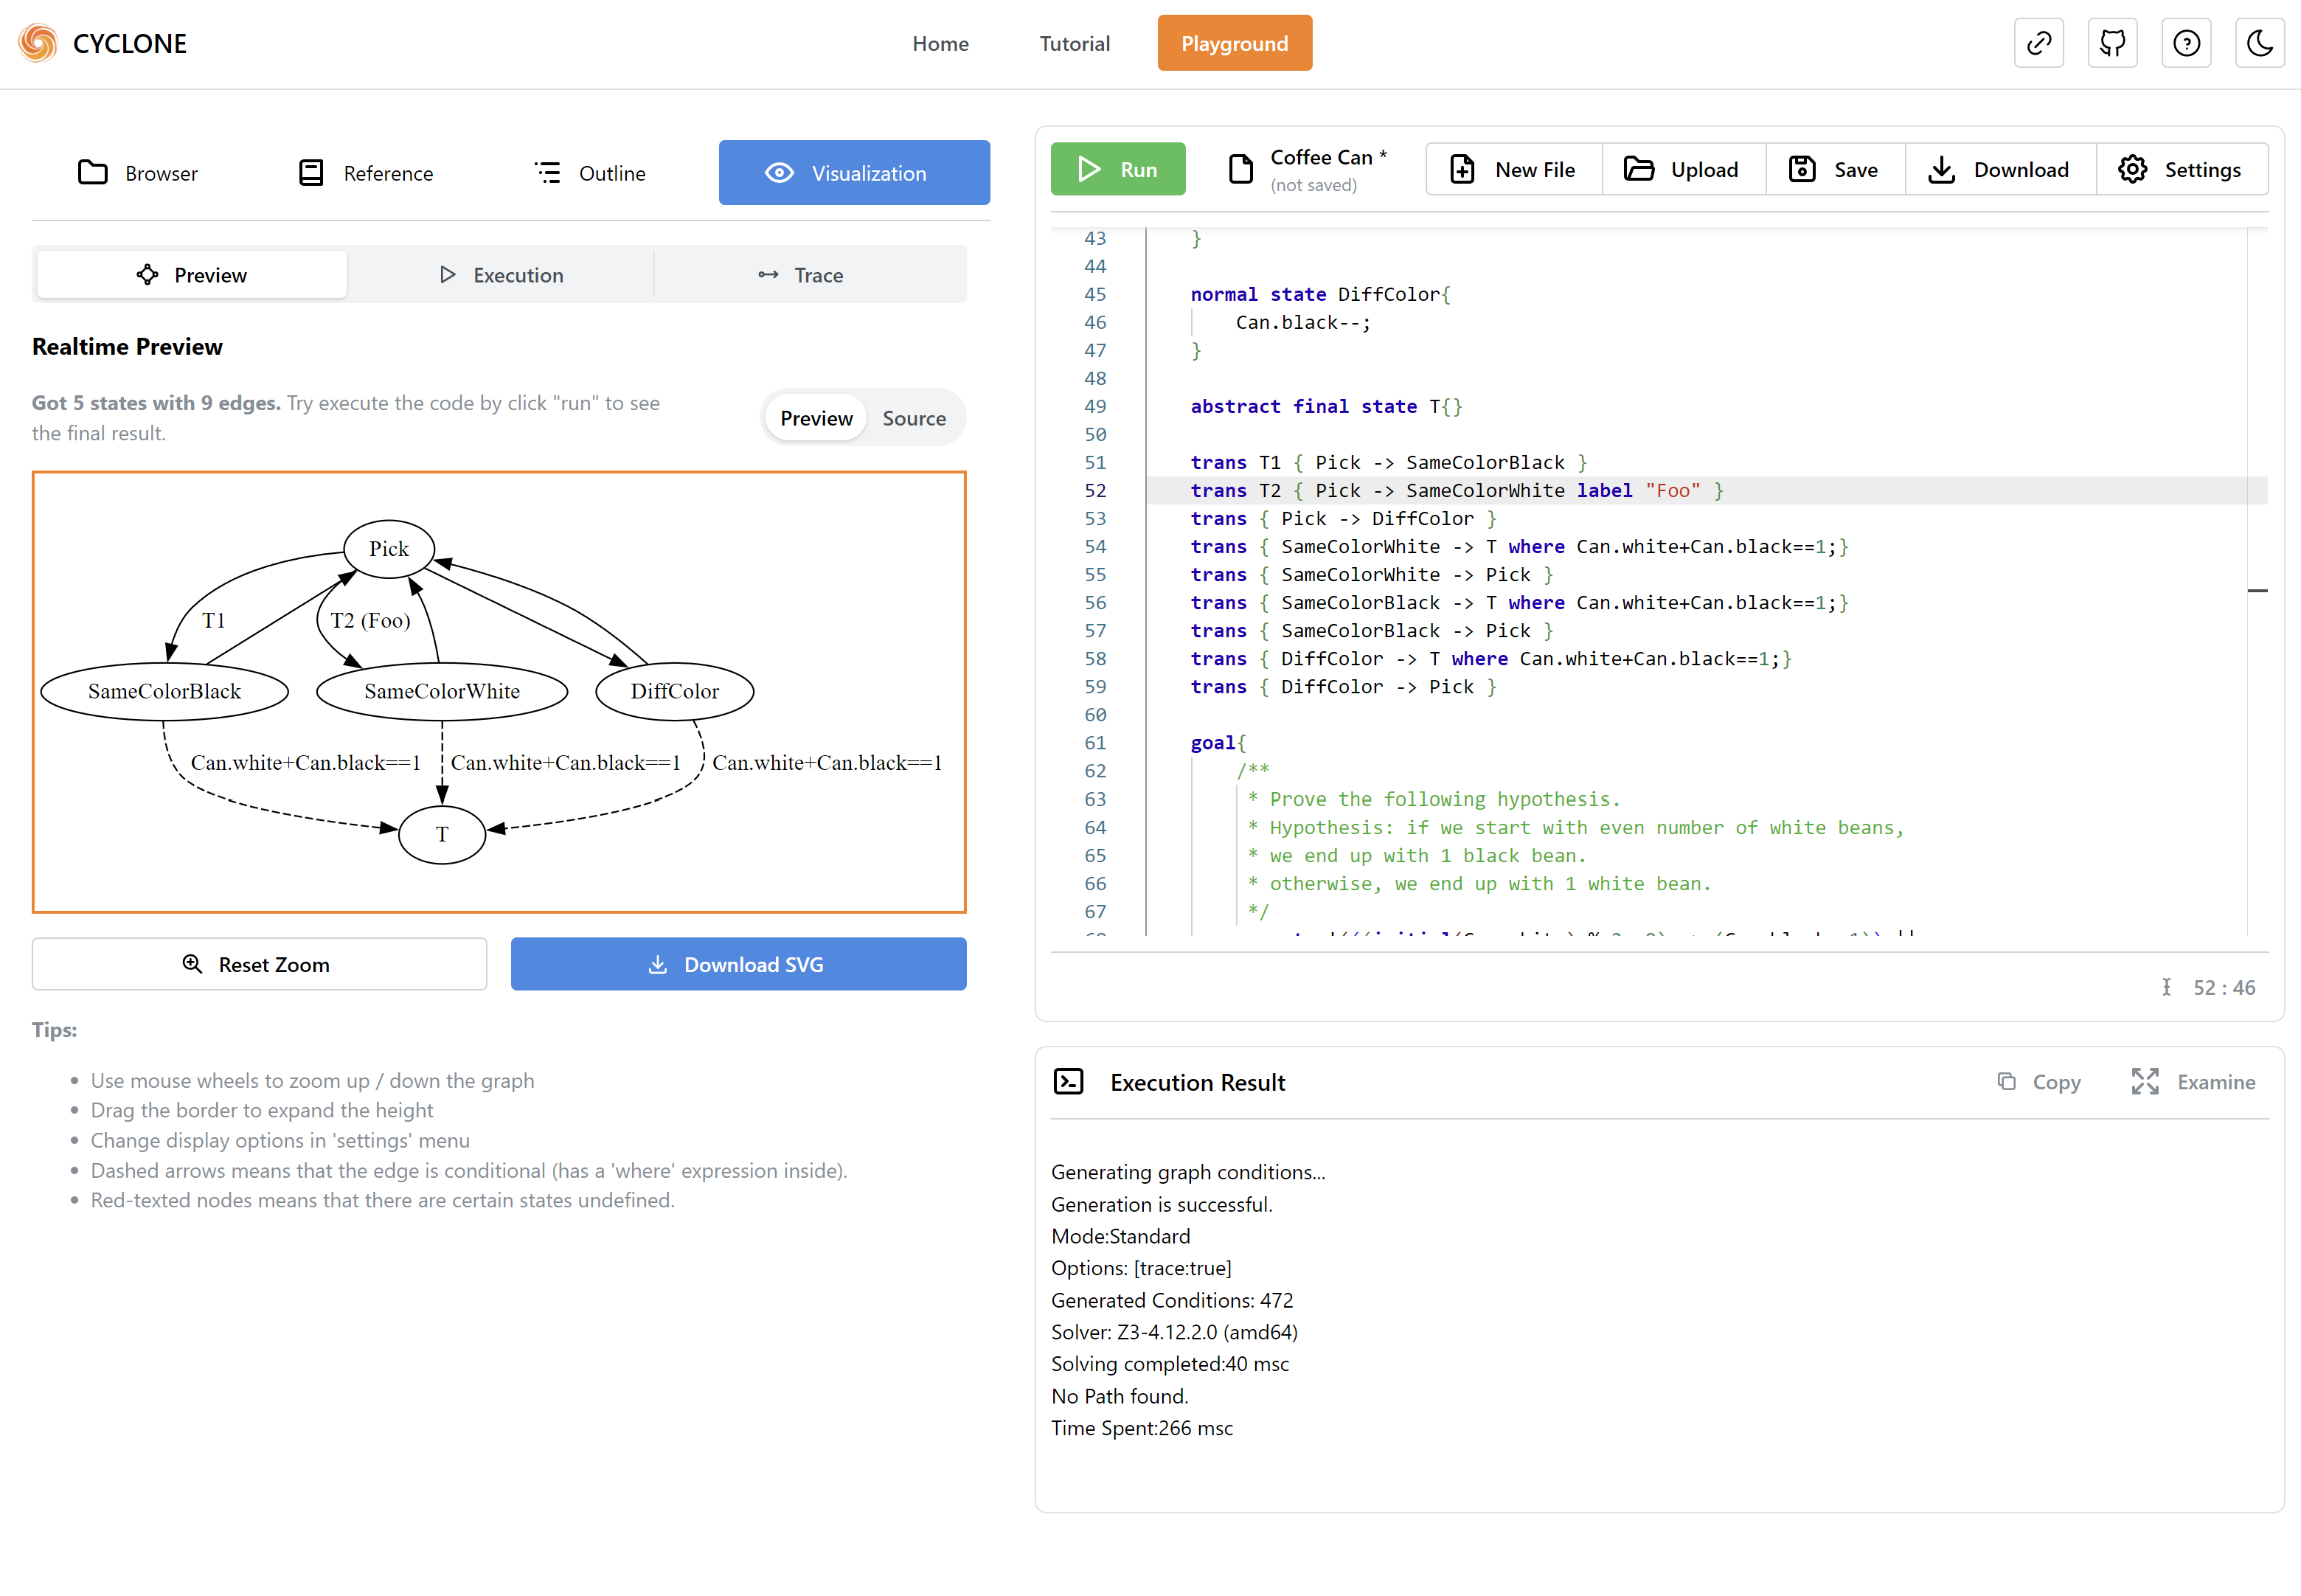 CYCLONE
Home
Tutorial
Playground
Browser
Reference
Outline
Visualization
Preview
Execution
Trace
Realtime Preview
Got 5 states with 9 edges. Try execute the code by click "run" to see
the final result.
Preview
Source
Pick
T1
T2 (Foo)
SameColorBlack
SameColorWhite
DiffColor
Can.white+Can.black==1
Can.white+Can.black==1
Can.white+Can.black==1
T
Reset Zoom
Download SVG
Tips:
Use mouse wheels to zoom up / down the graph
Drag the border to expand the height
Change display options in 'settings' menu
Dashed arrows means that the edge is conditional (has a 'where' expression inside).
Red-texted nodes means that there are certain states undefined.
Run
Coffee Can *
(not saved)
New File
Upload
Save
Download
Settings
43 }
44
45 normal state DiffColor{
46 Can.black--;
47 }
48
49 abstract final state T{}
50
51 trans T1 { Pick -> SameColorBlack }
52 trans T2 { Pick -> SameColorWhite label "Foo" }
53 trans { Pick -> DiffColor }
54 trans { SameColorWhite -> T where Can.white+Can.black==1;}
55 trans { SameColorWhite -> Pick }
56 trans { SameColorBlack -> T where Can.white+Can.black==1;}
57 trans { SameColorBlack -> Pick }
58 trans { DiffColor -> T where Can.white+Can.black==1;}
59 trans { DiffColor -> Pick }
60
61 goal{
62 /**
63 * Prove the following hypothesis.
64 * Hypothesis: if we start with even number of white beans,
65 * we end up with 1 black bean.
66 * otherwise, we end up with 1 white bean.
67 */
52 : 46
Execution Result
Copy
Examine
Generating graph conditions...
Generation is successful.
Mode:Standard
Options: [trace:true]
Generated Conditions: 472
Solver: Z3-4.12.2.0 (amd64)
Solving completed:40 msc
No Path found.
Time Spent:266 msc